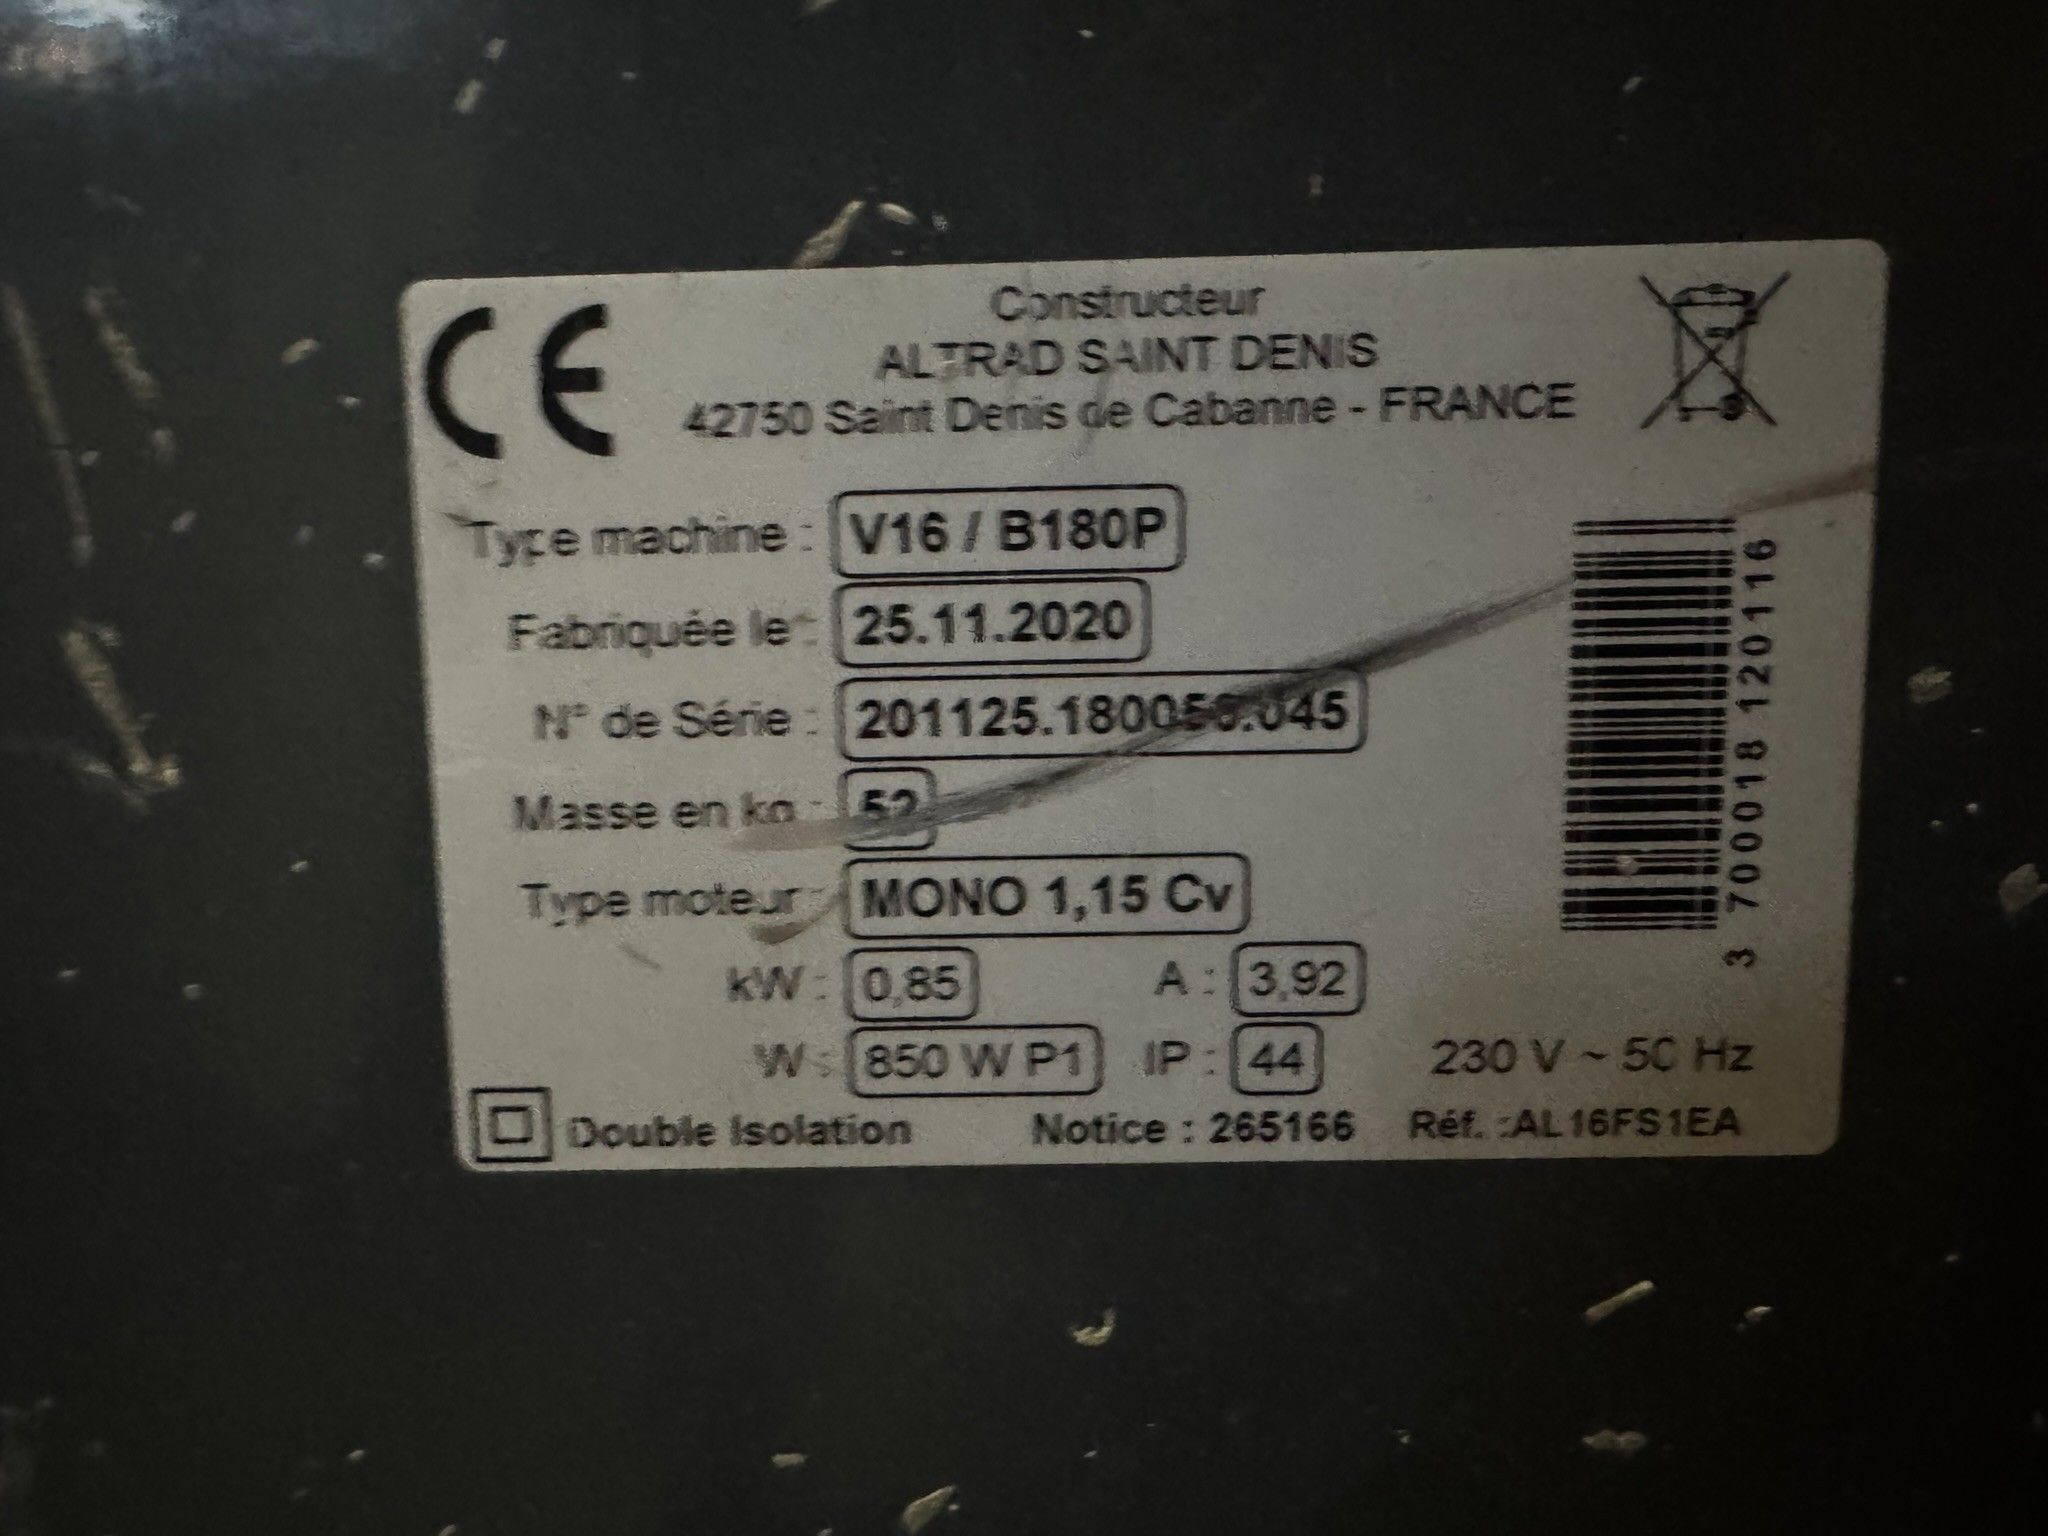 CE
Constructeur
ALTRAD SAINT DENIS
42750 Saint Denis de Cabanne - FRANCE
Type machine : V16 / B180P
Fabriquée le : 25.11.2020
N° de Série :
Masse en kg : 52
Type moteur : MONO 1,15 Cv
kW : 0,85 A : 3,92
W : 850 W P1 IP : 44 230 V ~ 50 Hz
Double Isolation Notice : 265166 Réf. :AL16FS1EA
3 700018 120116